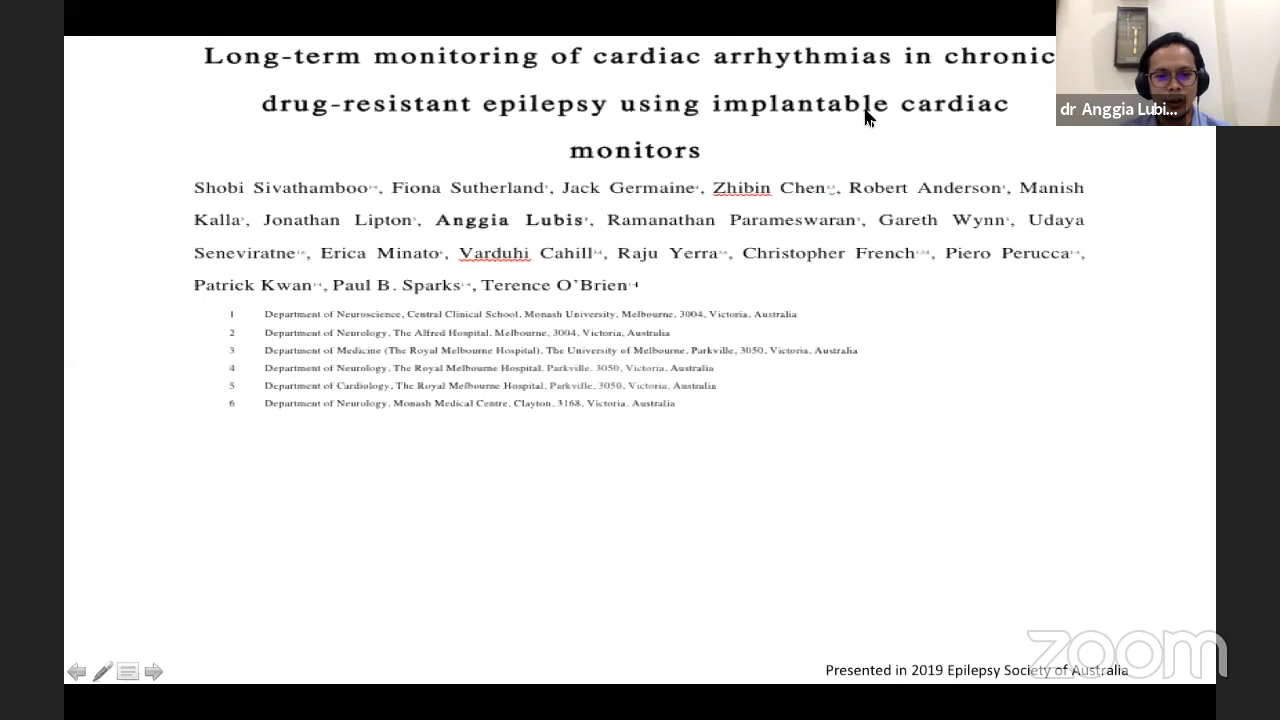 Long-term monitoring of cardiac arrhythmias in chronic
drug-resistant epilepsy using implantable cardiac
monitors
dr Anggia Lubi...
Shobi Sivathamboo, Fiona Sutherland, Jack Germaine, Zhibin Chen, Robert Anderson, Manish
Kalla, Jonathan Lipton, Anggia Lubis, Ramanathan Parameswaran, Gareth Wynn, Udaya
Seneviratne, Erica Minato, Varduhi Cahill, Raju Yerra, Christopher French, Piero Perucca,
Patrick Kwan, Paul B. Sparks, Terence O'Brien
1 Department of Neuroscience, Central Clinical School, Monash University, Melbourne, 3004, Victoria, Australia
2 Department of Neurology, The Alfred Hospital, Melbourne, 3004, Victoria, Australia
3 Department of Medicine (The Royal Melbourne Hospital), The University of Melbourne, Parkville, 3050, Victoria, Australia
4 Department of Neurology, The Royal Melbourne Hospital, Parkville. 3050, Victoria, Australia
5 Department of Cardiology, The Royal Melbourne Hospital, Parkville, 3050, Victoria, Australia
6 Department of Neurology, Monash Medical Centre, Clayton, 3168, Victoria, Australia
zoom
Presented in 2019 Epilepsy Society of Australia